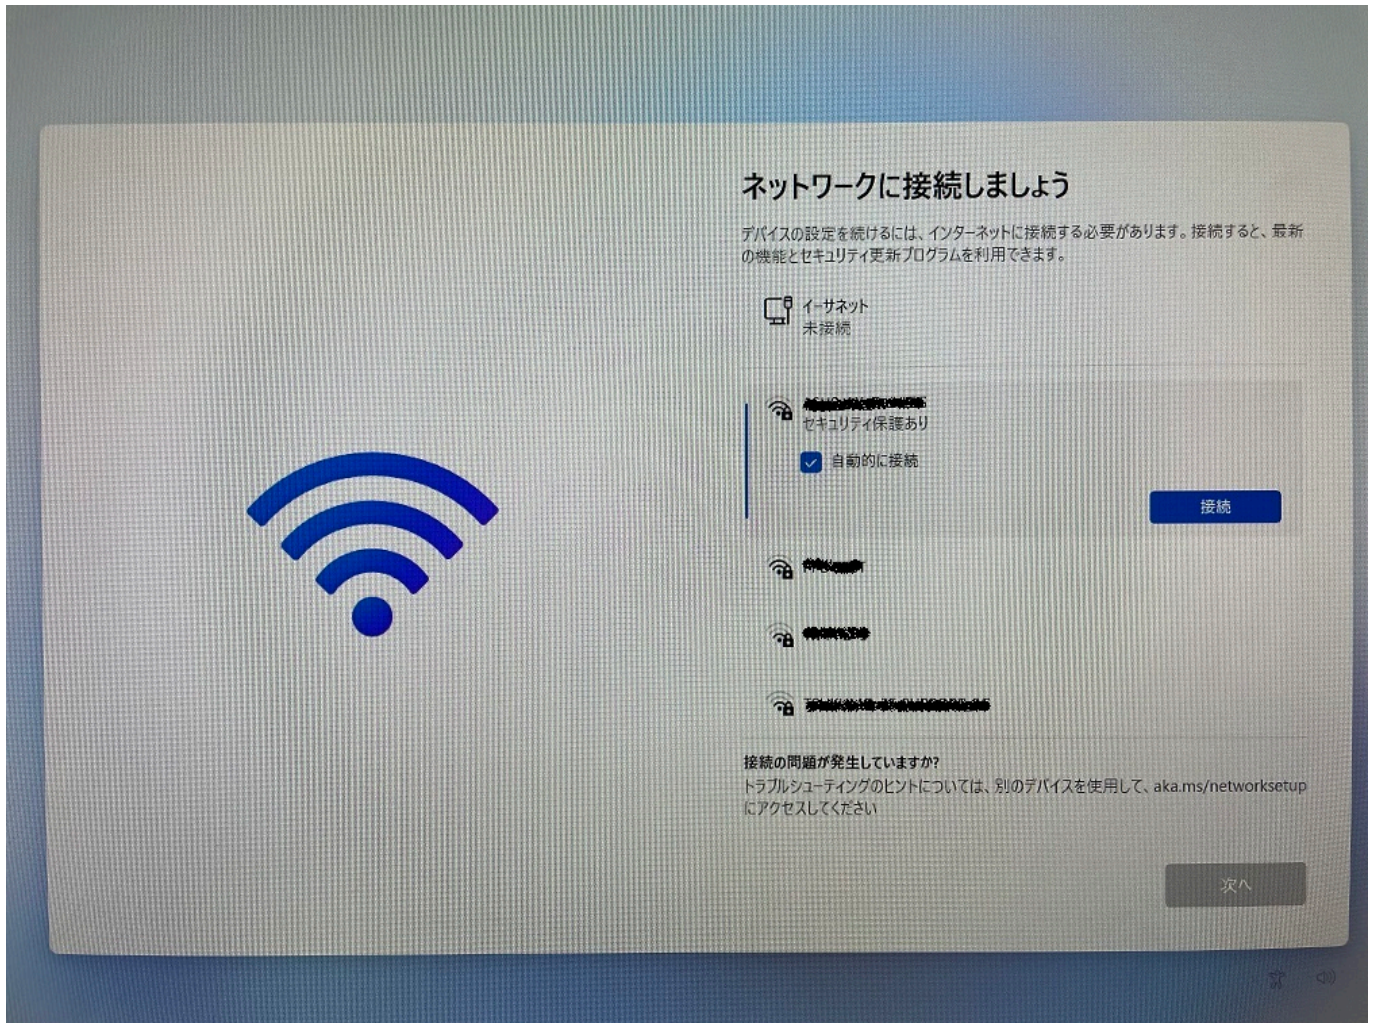 ネットワークに接続しましょう
デバイスの設定を続けるには、インターネットに接続する必要があります。接続すると、最新
の機能とセキュリティ更新プログラムを利用できます。
イーサネット
未接続
セキュリティ保護あり
自動的に接続
接続
接続の問題が発生していますか?
トラブルシューティングのヒントについては、別のデバイスを使用して、aka.ms/networksetup
にアクセスしてください
次へ